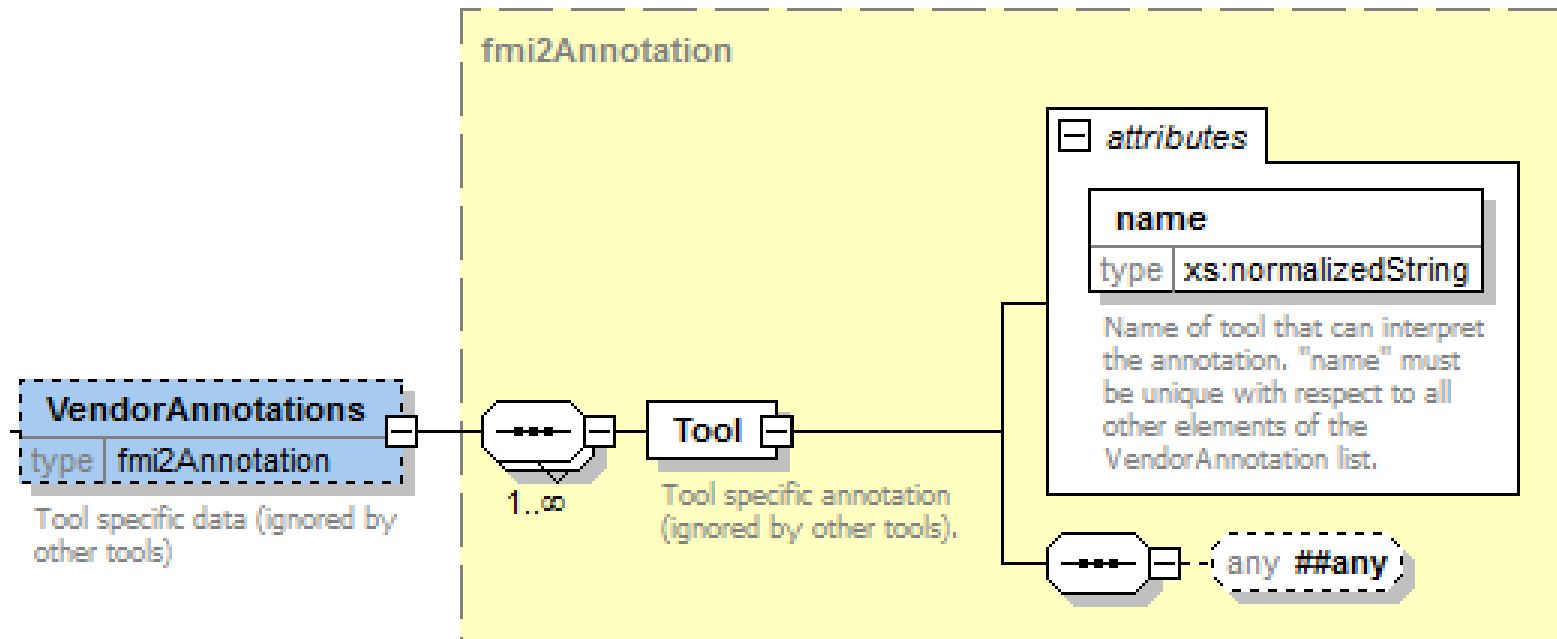 fmi2Annotation
attributes
name
type xs:normalizedString
Name of tool that can interpret
the annotation. "name" must
be unique with respect to all
other elements of the
VendorAnnotation list.
VendorAnnotations
type fmi2Annotation
Tool specific data (ignored by
other tools)
1..∞
Tool
Tool specific annotation
(ignored by other tools).
any ##any